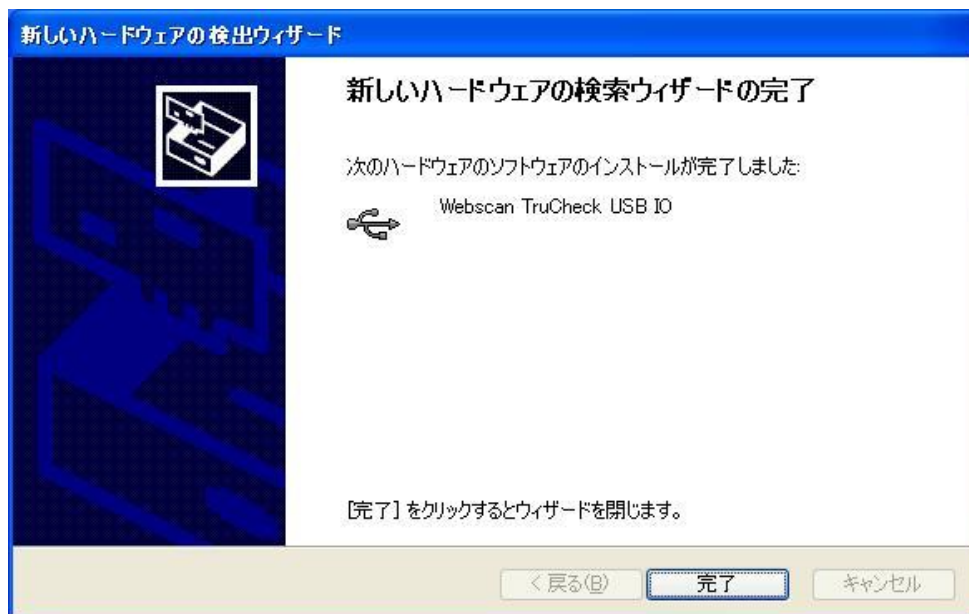 新しいハードウェアの検出ウィザード
新しいハードウェアの検索ウィザードの完了
次のハードウェアのソフトウェアのインストールが完了しました:
Webscan TruCheck USB IO
[完了] をクリックするとウィザードを閉じます。
< 戻る(B) 完了 キャンセル